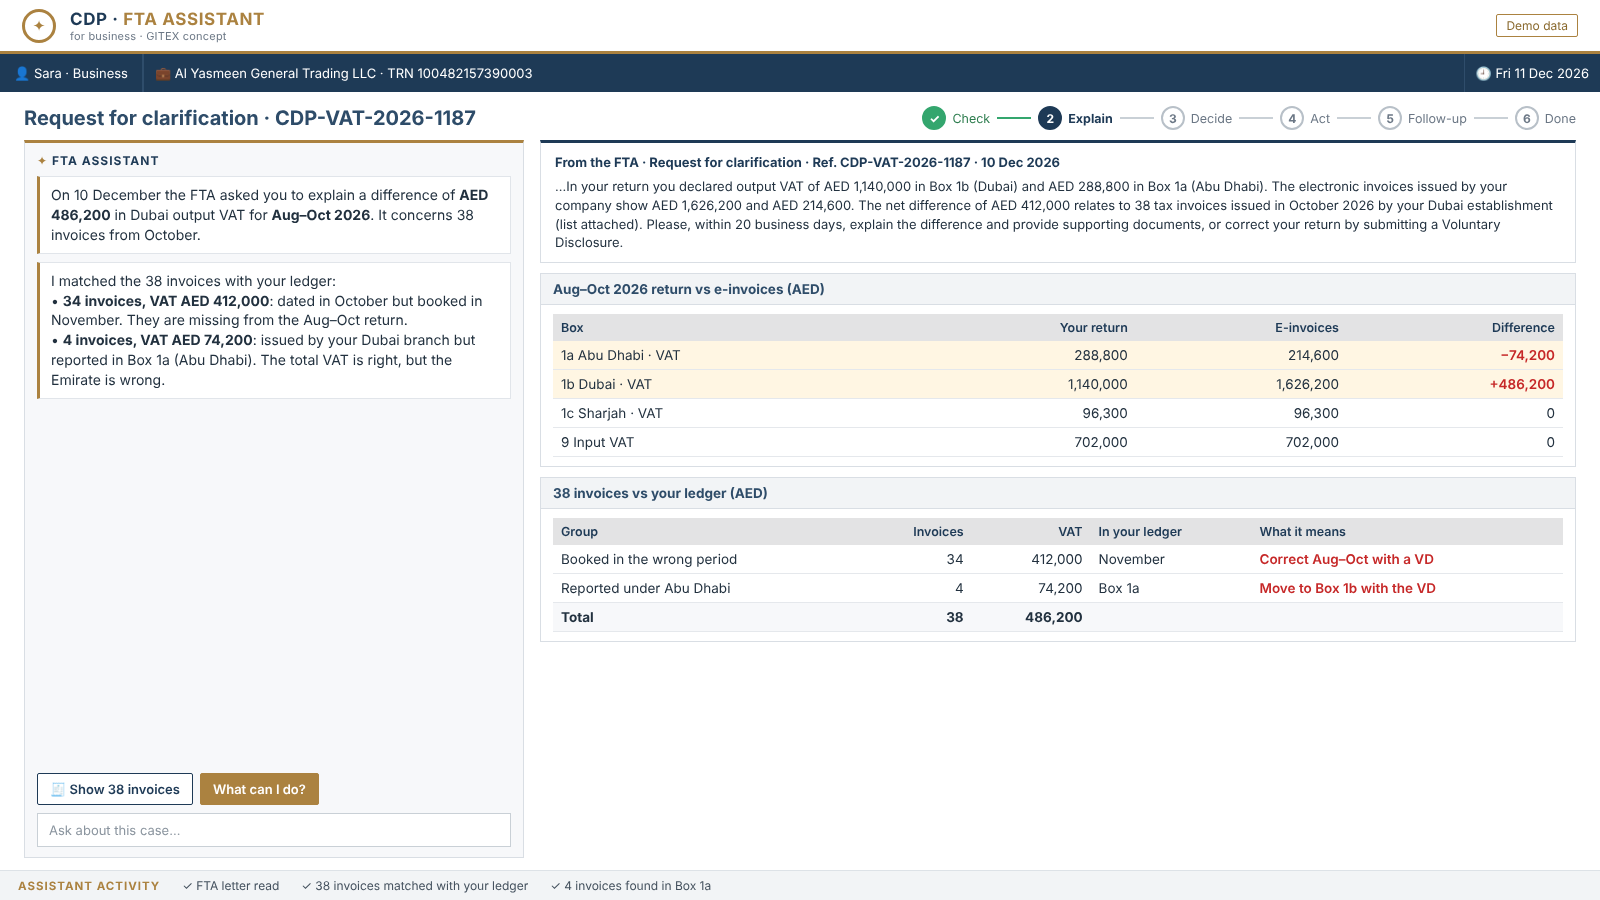 CDP · FTA ASSISTANT
for business · GITEX concept
Demo data
Sara · Business
Al Yasmeen General Trading LLC · TRN 100482157390003
Fri 11 Dec 2026
Request for clarification · CDP-VAT-2026-1187
✓ Check
2 Explain
3 Decide
4 Act
5 Follow-up
6 Done
✦ FTA ASSISTANT
On 10 December the FTA asked you to explain a difference of AED
486,200 in Dubai output VAT for Aug–Oct 2026. It concerns 38
invoices from October.
I matched the 38 invoices with your ledger:
• 34 invoices, VAT AED 412,000: dated in October but booked in
November. They are missing from the Aug–Oct return.
• 4 invoices, VAT AED 74,200: issued by your Dubai branch but
reported in Box 1a (Abu Dhabi). The total VAT is right, but the
Emirate is wrong.
Show 38 invoices
What can I do?
Ask about this case...
From the FTA · Request for clarification · Ref. CDP-VAT-2026-1187 · 10 Dec 2026
...In your return you declared output VAT of AED 1,140,000 in Box 1b (Dubai) and AED 288,800 in Box 1a (Abu Dhabi). The electronic invoices issued by your
company show AED 1,626,200 and AED 214,600. The net difference of AED 412,000 relates to 38 tax invoices issued in October 2026 by your Dubai establishment
(list attached). Please, within 20 business days, explain the difference and provide supporting documents, or correct your return by submitting a Voluntary
Disclosure.
Aug–Oct 2026 return vs e-invoices (AED)
Box Your return E-invoices Difference
1a Abu Dhabi · VAT 288,800 214,600 −74,200
1b Dubai · VAT 1,140,000 1,626,200 +486,200
1c Sharjah · VAT 96,300 96,300 0
9 Input VAT 702,000 702,000 0
38 invoices vs your ledger (AED)
Group Invoices VAT In your ledger What it means
Booked in the wrong period 34 412,000 November Correct Aug–Oct with a VD
Reported under Abu Dhabi 4 74,200 Box 1a Move to Box 1b with the VD
Total 38 486,200
ASSISTANT ACTIVITY ✓ FTA letter read ✓ 38 invoices matched with your ledger ✓ 4 invoices found in Box 1a